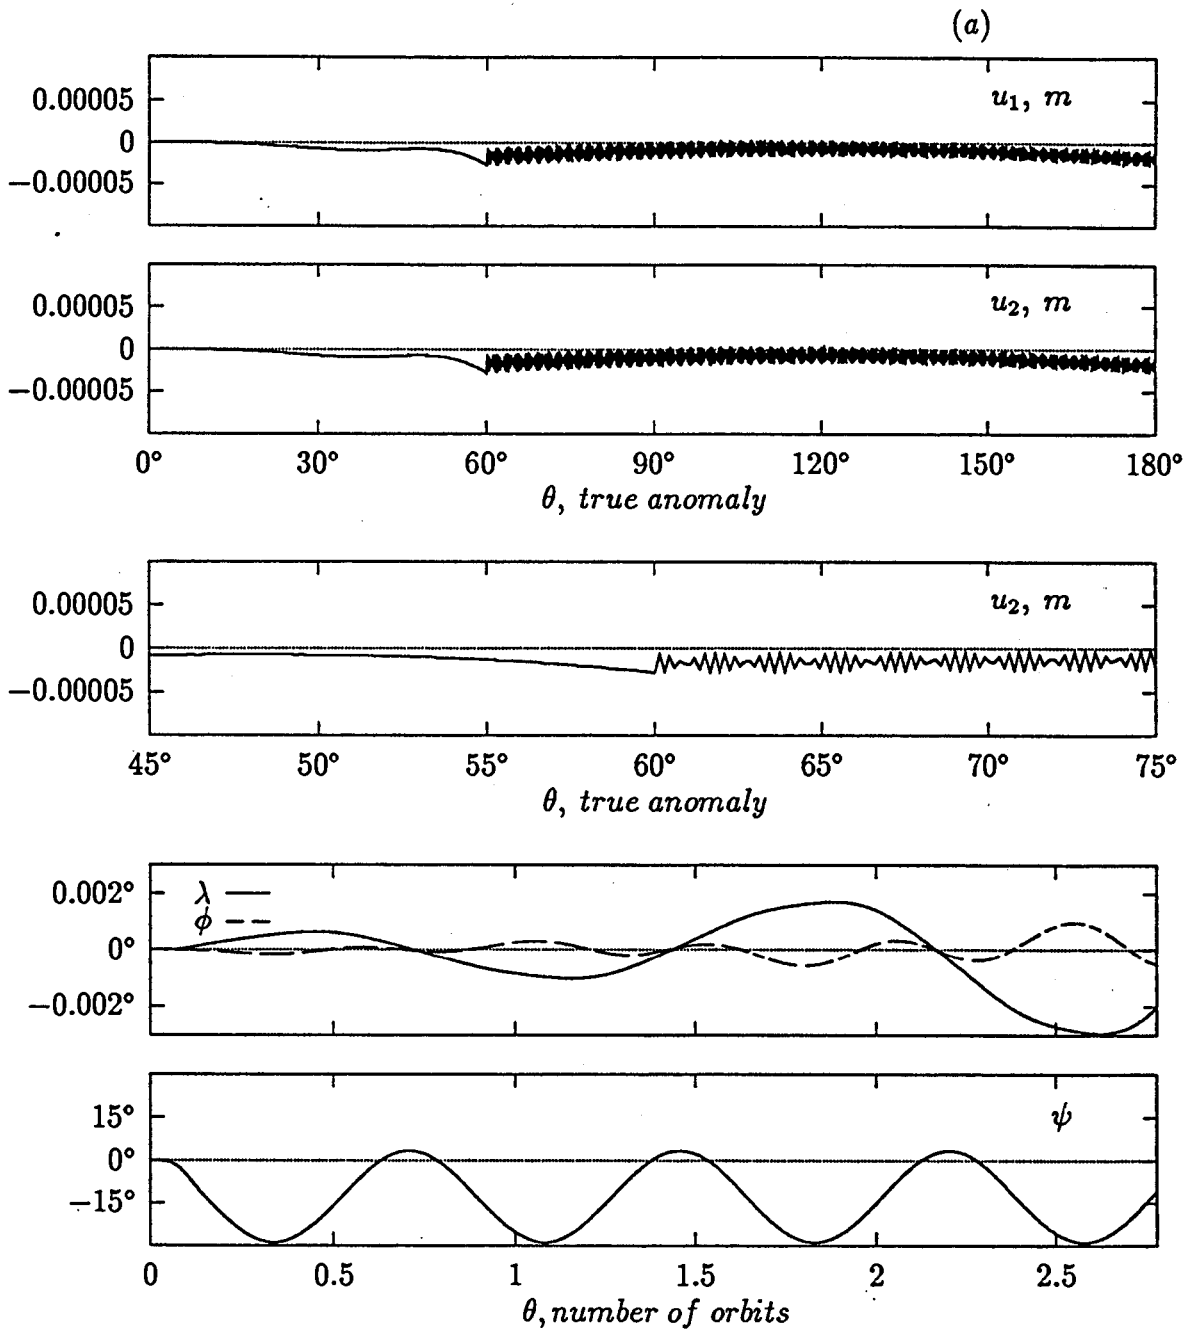 (a)
0.00005
0
−0.00005
u₁, m
0.00005
0
−0.00005
u₂, m
0° 30° 60° 90° 120° 150° 180°
θ, true anomaly
0.00005
0
−0.00005
u₂, m
45° 50° 55° 60° 65° 70° 75°
θ, true anomaly
0.002°
0°
−0.002°
λ
ϕ
15°
0°
−15°
ψ
0 0.5 1 1.5 2 2.5
θ, number of orbits